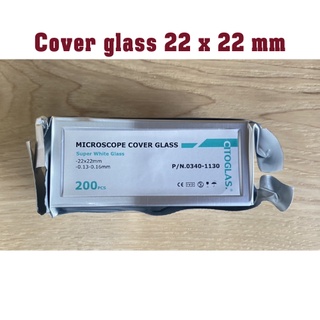 Cover glass 22 x 22 mm
MICROSCOPE COVER GLASS
Super White Glass
-22x22mm
-0.13-0.16mm
P/N.0340-1130
200PCS
CITOGLAS